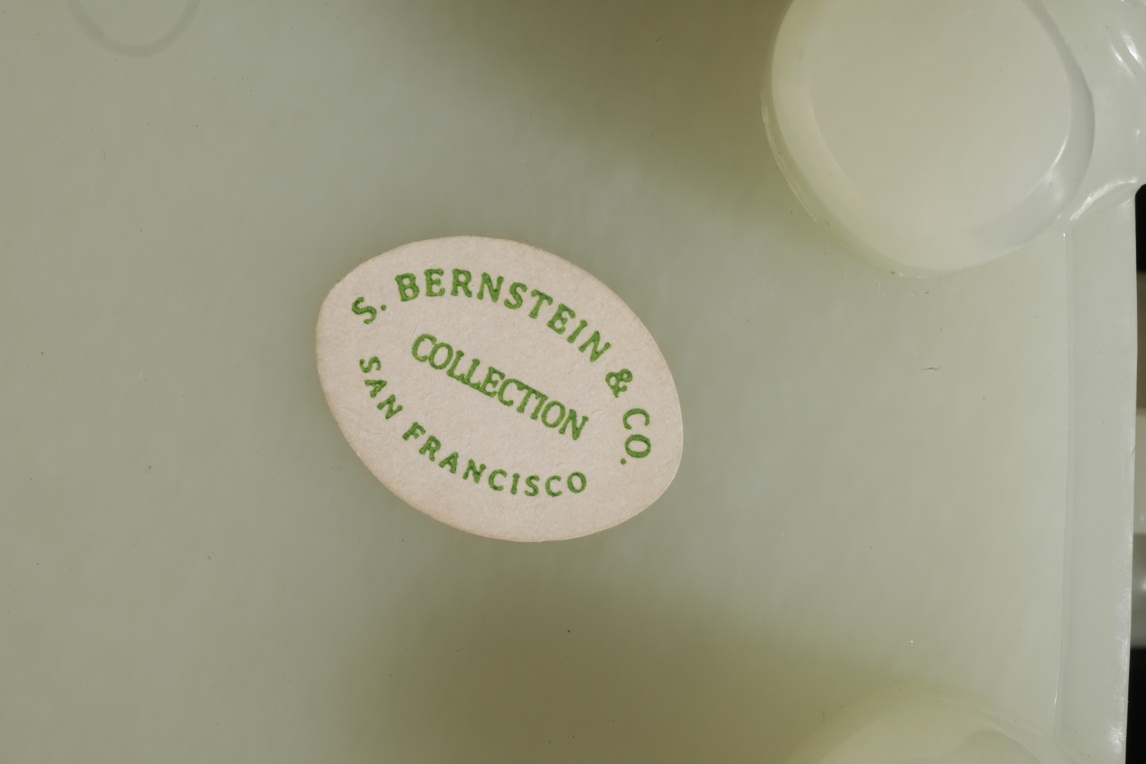 S. BERNSTEIN & CO.
COLLECTION
SAN FRANCISCO